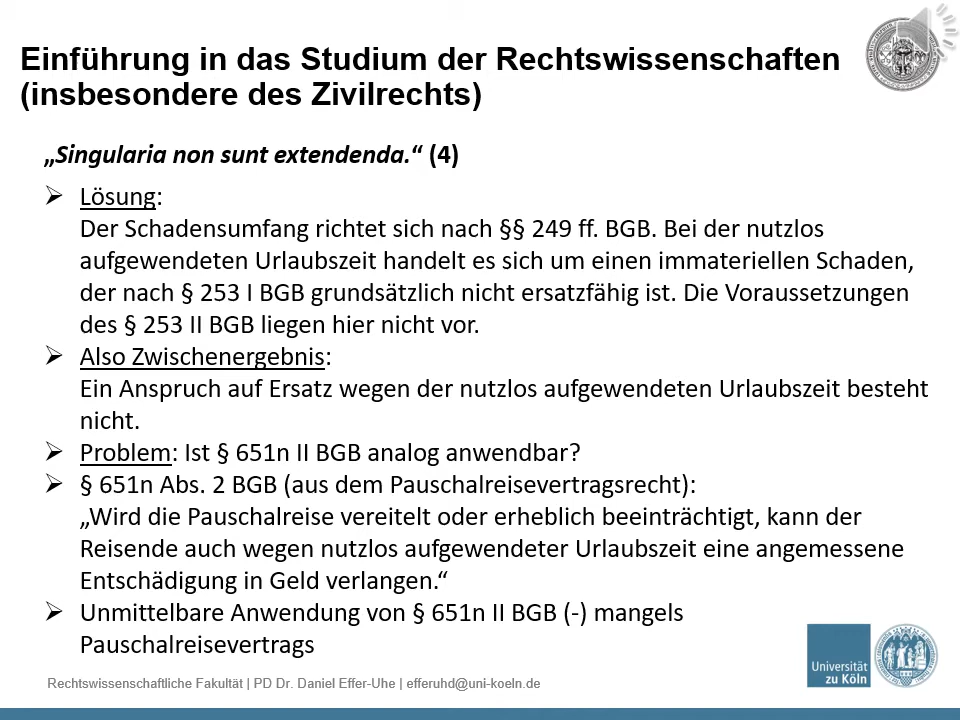 Einführung in das Studium der Rechtswissenschaften
(insbesondere des Zivilrechts)
„Singularia non sunt extendenda.“ (4)
➢ Lösung:
Der Schadensumfang richtet sich nach §§ 249 ff. BGB. Bei der nutzlos
aufgewendeten Urlaubszeit handelt es sich um einen immateriellen Schaden,
der nach § 253 I BGB grundsätzlich nicht ersatzfähig ist. Die Voraussetzungen
des § 253 II BGB liegen hier nicht vor.
➢ Also Zwischenergebnis:
Ein Anspruch auf Ersatz wegen der nutzlos aufgewendeten Urlaubszeit besteht
nicht.
➢ Problem: Ist § 651n II BGB analog anwendbar?
➢ § 651n Abs. 2 BGB (aus dem Pauschalreisevertragsrecht):
„Wird die Pauschalreise vereitelt oder erheblich beeinträchtigt, kann der
Reisende auch wegen nutzlos aufgewendeter Urlaubszeit eine angemessene
Entschädigung in Geld verlangen.“
➢ Unmittelbare Anwendung von § 651n II BGB (-) mangels
Pauschalreisevertrags
Universität
zu Köln
Rechtswissenschaftliche Fakultät | PD Dr. Daniel Effer-Uhe | efferuhd@uni-koeln.de